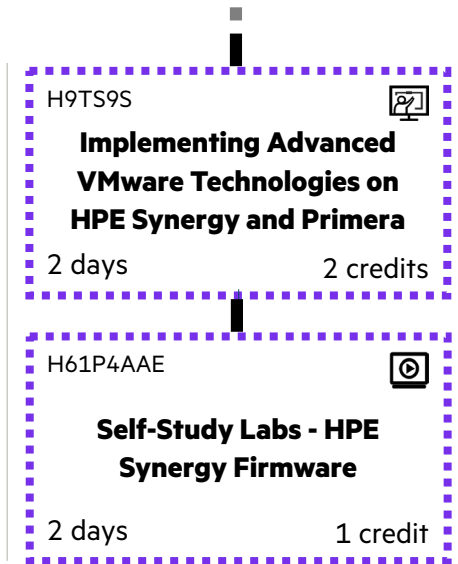 H9TS9S
Implementing Advanced
VMware Technologies on
HPE Synergy and Primera
2 days 2 credits
H61P4AAE
Self-Study Labs - HPE
Synergy Firmware
2 days 1 credit